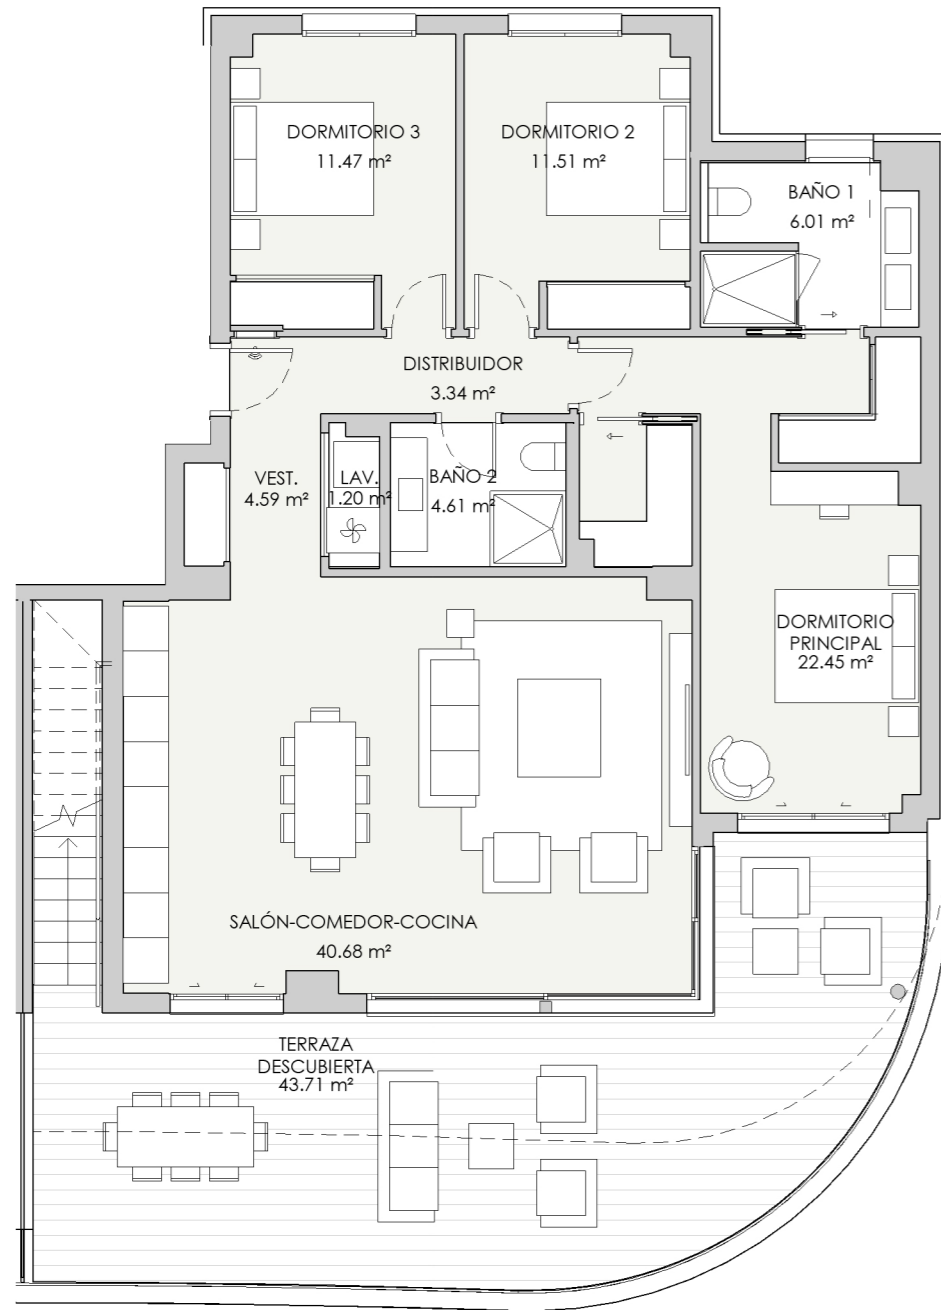 DORMITORIO 3
11.47 m²
DORMITORIO 2
11.51 m²
BAÑO 1
6.01 m²
DISTRIBUIDOR
3.34 m²
VEST.
4.59 m²
LAV.
1.20 m²
BAÑO 2
4.61 m²
DORMITORIO
PRINCIPAL
22.45 m²
SALÓN-COMEDOR-COCINA
40.68 m²
TERRAZA
DESCUBIERTA
43.71 m²